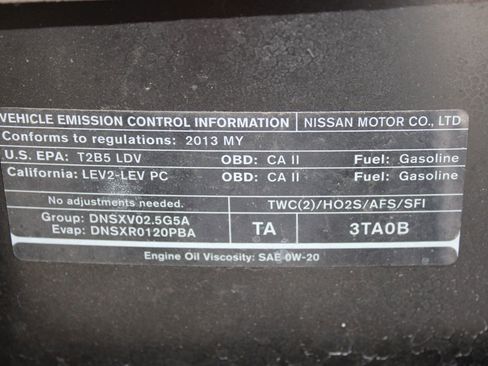 VEHICLE EMISSION CONTROL INFORMATION NISSAN MOTOR CO., LTD
Conforms to regulations: 2013 MY
U.S. EPA: T2B5 LDV OBD: CA II Fuel: Gasoline
California: LEV2-LEV PC OBD: CA II Fuel: Gasoline
No adjustments needed. TWC(2)/HO2S/AFS/SFI
Group: DNSXV02.5G5A
Evap: DNSXR0120PBA TA 3TA0B
Engine Oil Viscosity: SAE 0W-20